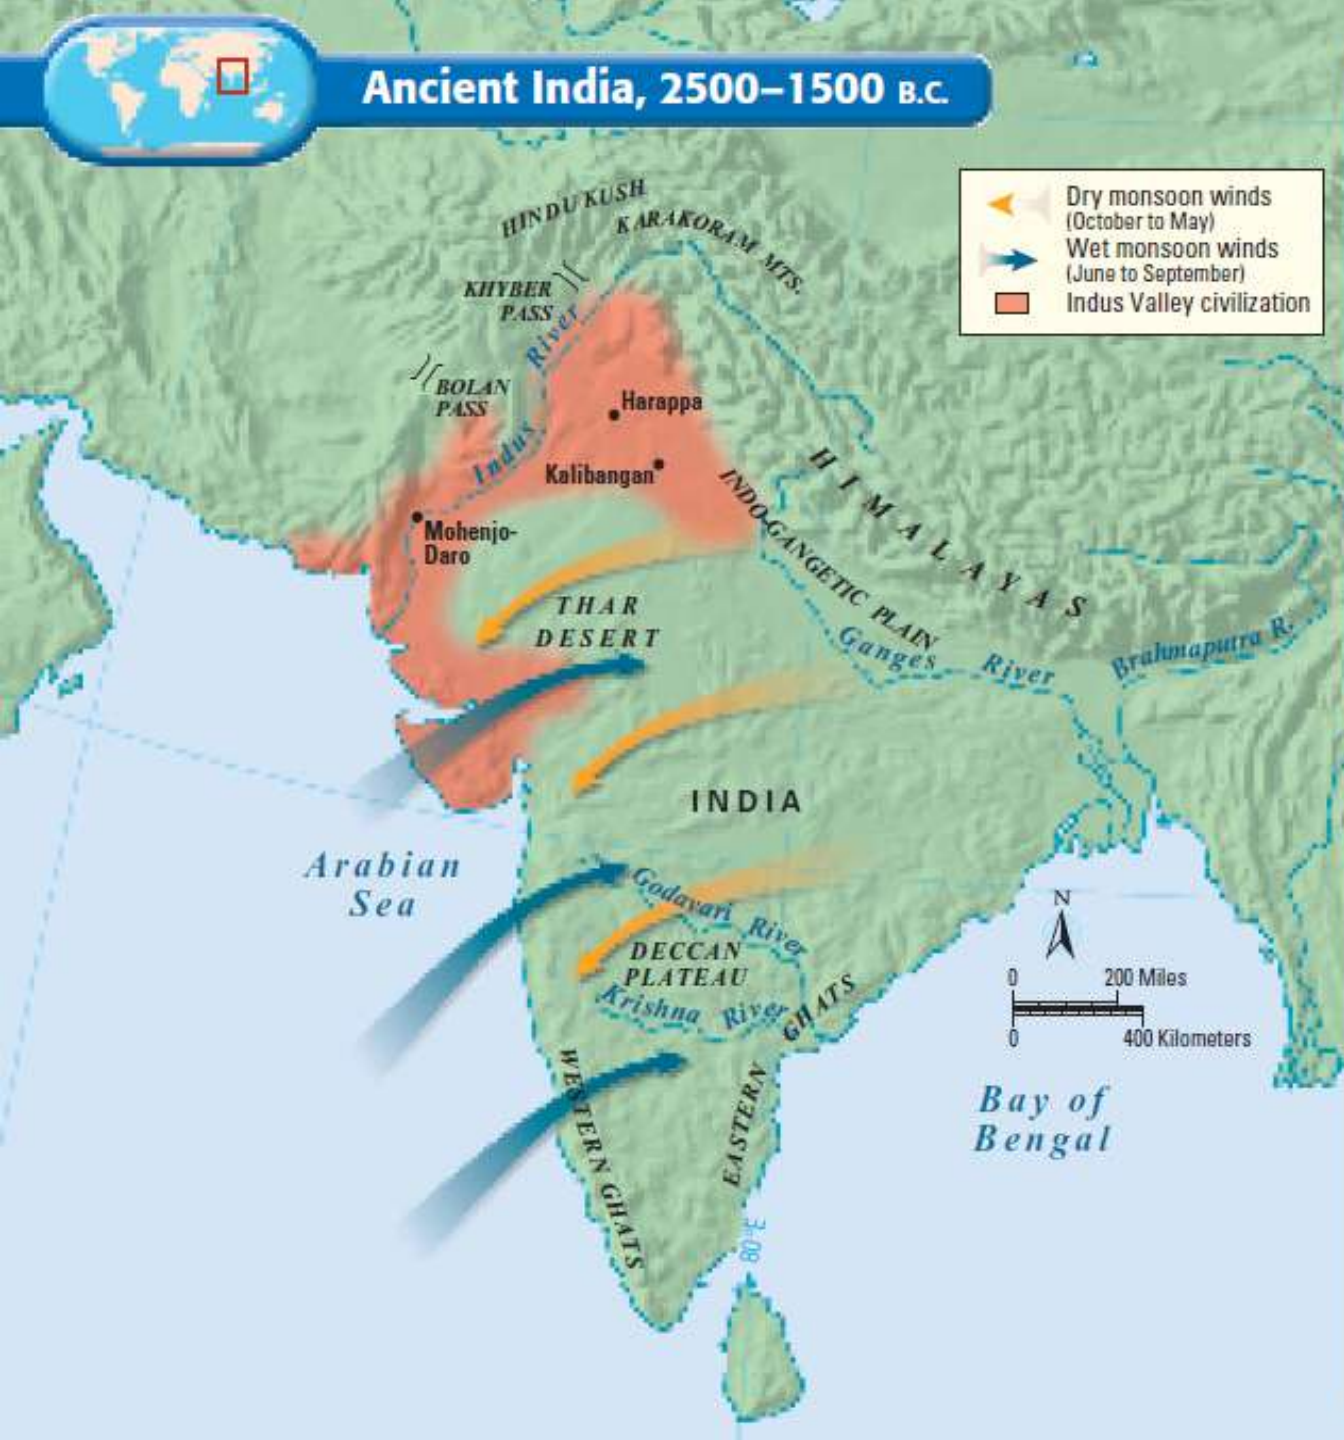 Ancient India, 2500–1500 B.C.
Dry monsoon winds
(October to May)
Wet monsoon winds
(June to September)
Indus Valley civilization
HINDU KUSH
KARAKORAM MTS.
KHYBER
PASS
Indus River
BOLAN
PASS
Harappa
Kalibangan
Mohenjo-
Daro
HIMALAYAS
INDO-GANGETIC PLAIN
THAR
DESERT
Ganges River
Brahmaputra R.
INDIA
Arabian
Sea
Godavari River
DECCAN
PLATEAU
Krishna River
EASTERN GHATS
WESTERN GHATS
N
0 200 Miles
0 400 Kilometers
Bay of
Bengal
80°E